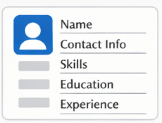 Name
Contact Info
Skills
Education
Experience